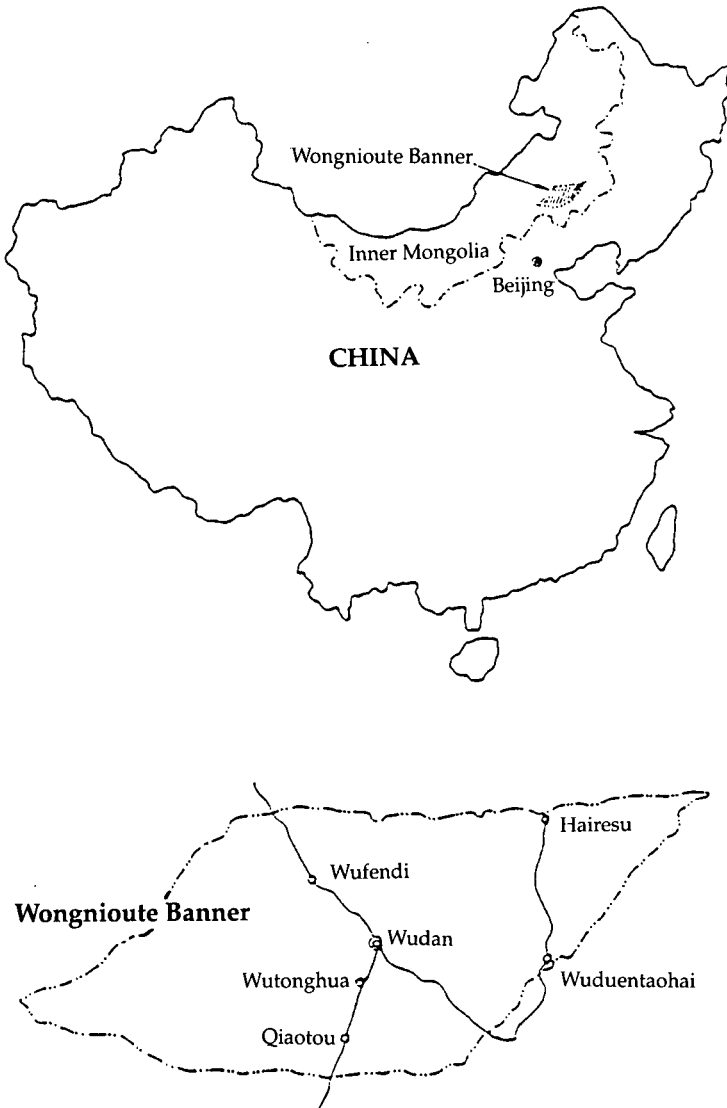 Wongnioute Banner
Inner Mongolia
Beijing
CHINA
Hairesu
Wufendi
Wongnioute Banner
Wudan
Wutonghua
Wuduentaohai
Qiaotou